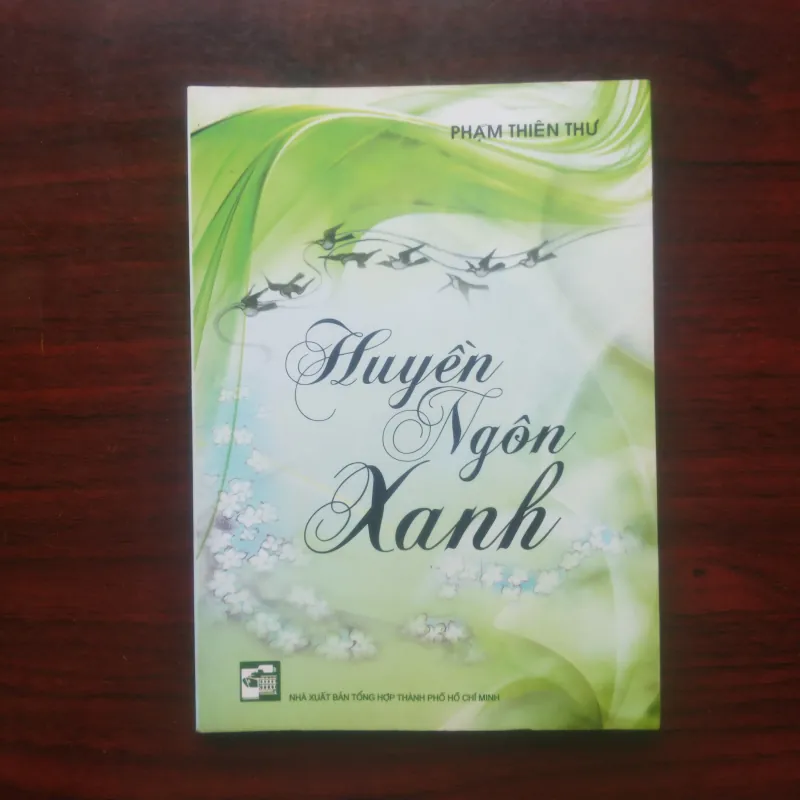 PHẠM THIÊN THƯ
Huyền
Ngôn
Xanh
NHÀ XUẤT BẢN TỔNG HỢP THÀNH PHỐ HỒ CHÍ MINH